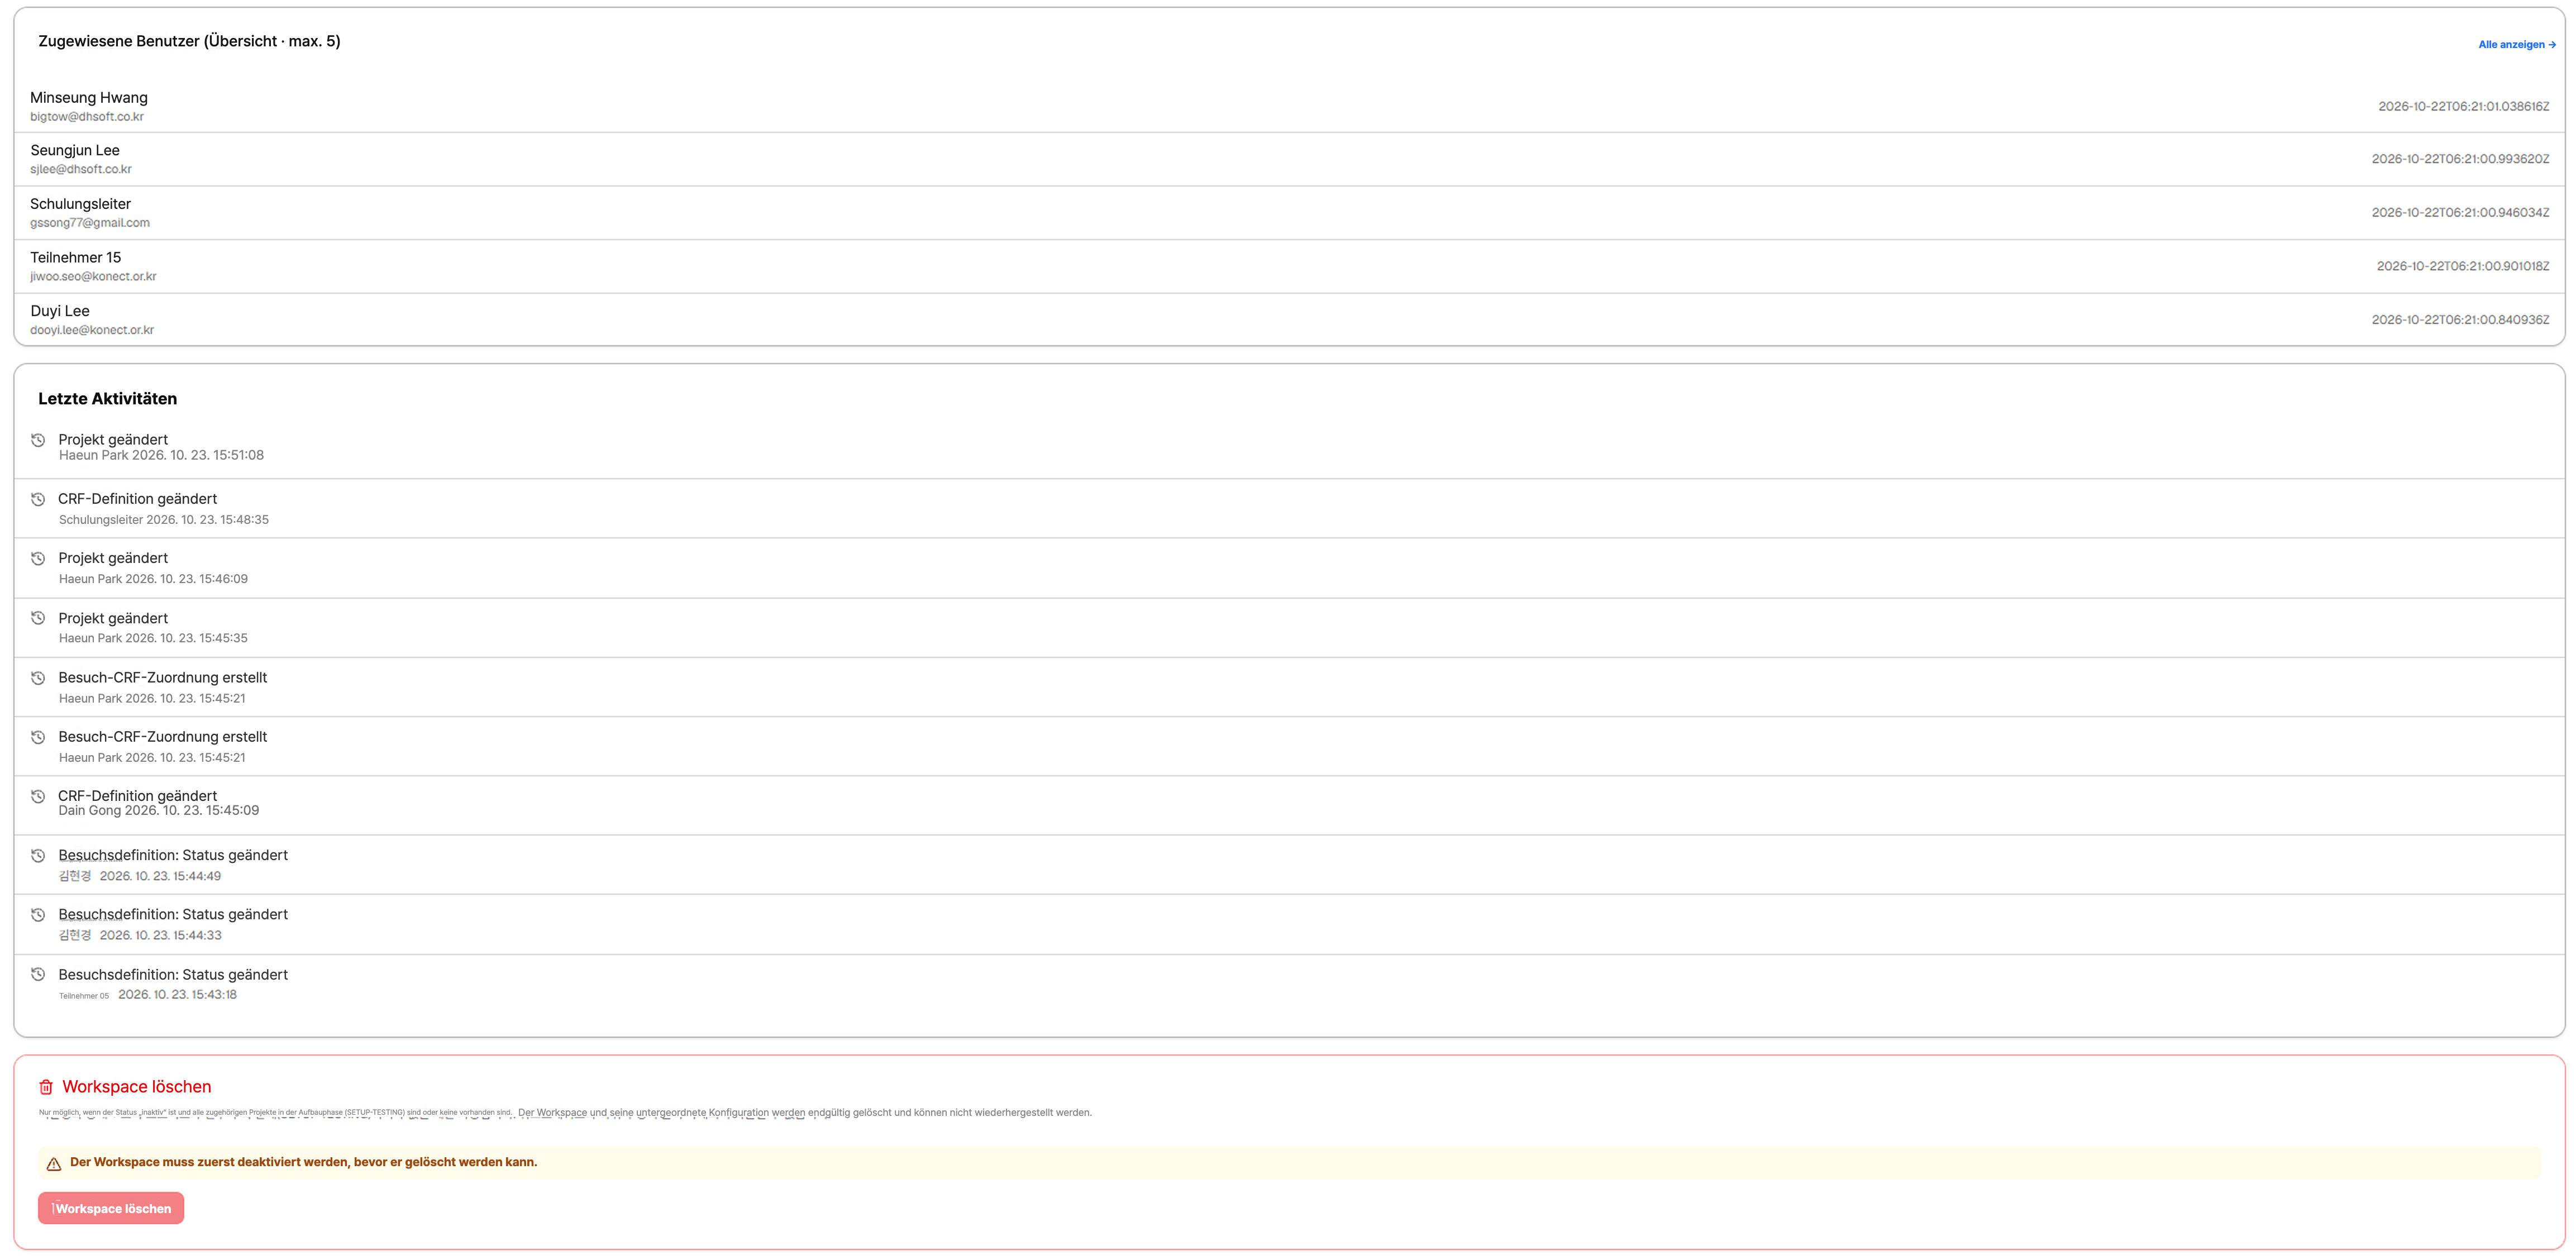 Zugewiesene Benutzer (Übersicht · max. 5)
Alle anzeigen →
Minseung Hwang
bigtow@dhsoft.co.kr
2026-10-22T06:21:01.038616Z
Seungjun Lee
sjlee@dhsoft.co.kr
2026-10-22T06:21:00.993620Z
Schulungsleiter
gssong77@gmail.com
2026-10-22T06:21:00.946034Z
Teilnehmer 15
jiwoo.seo@konect.or.kr
2026-10-22T06:21:00.901018Z
Duyi Lee
dooyi.lee@konect.or.kr
2026-10-22T06:21:00.840936Z
Letzte Aktivitäten
Projekt geändert
Haeun Park 2026. 10. 23. 15:51:08
CRF-Definition geändert
Schulungsleiter 2026. 10. 23. 15:48:35
Projekt geändert
Haeun Park 2026. 10. 23. 15:46:09
Projekt geändert
Haeun Park 2026. 10. 23. 15:45:35
Besuch-CRF-Zuordnung erstellt
Haeun Park 2026. 10. 23. 15:45:21
Besuch-CRF-Zuordnung erstellt
Haeun Park 2026. 10. 23. 15:45:21
CRF-Definition geändert
Dain Gong 2026. 10. 23. 15:45:09
Besuchsdefinition: Status geändert
김현경 2026. 10. 23. 15:44:49
Besuchsdefinition: Status geändert
김현경 2026. 10. 23. 15:44:33
Besuchsdefinition: Status geändert
Teilnehmer 05 2026. 10. 23. 15:43:18
Workspace löschen
Nur möglich, wenn der Status „inaktiv" ist und alle zugehörigen Projekte in der Aufbauphase (SETUP-TESTING) sind oder keine vorhanden sind. Der Workspace und seine untergeordnete Konfiguration werden endgültig gelöscht und können nicht wiederhergestellt werden.
Der Workspace muss zuerst deaktiviert werden, bevor er gelöscht werden kann.
Workspace löschen